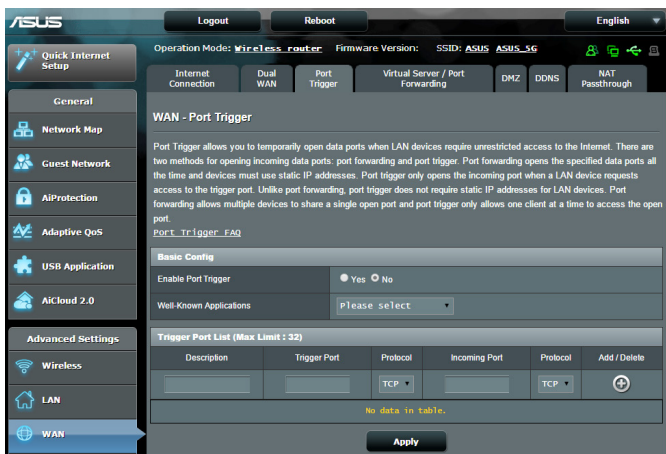 ASUS
Logout
Reboot
English
Quick Internet
Setup
Operation Mode: Wireless router Firmware Version: SSID: ASUS ASUS_5G
Internet
Connection
Dual
WAN
Port
Trigger
Virtual Server / Port
Forwarding
DMZ
DDNS
NAT
Passthrough
General
Network Map
Guest Network
AiProtection
Adaptive QoS
USB Application
AiCloud 2.0
Advanced Settings
Wireless
LAN
WAN
WAN - Port Trigger
Port Trigger allows you to temporarily open data ports when LAN devices require unrestricted access to the Internet. There are
two methods for opening incoming data ports: port forwarding and port trigger. Port forwarding opens the specified data ports all
the time and devices must use static IP addresses. Port trigger only opens the incoming port when a LAN device requests
access to the trigger port. Unlike port forwarding, port trigger does not require static IP addresses for LAN devices. Port
forwarding allows multiple devices to share a single open port and port trigger only allows one client at a time to access the open
port.
Port Trigger FAQ
Basic Config
Enable Port Trigger Yes No
Well-Known Applications Please select
Trigger Port List (Max Limit : 32)
Description Trigger Port Protocol Incoming Port Protocol Add / Delete
TCP TCP
No data in table.
Apply